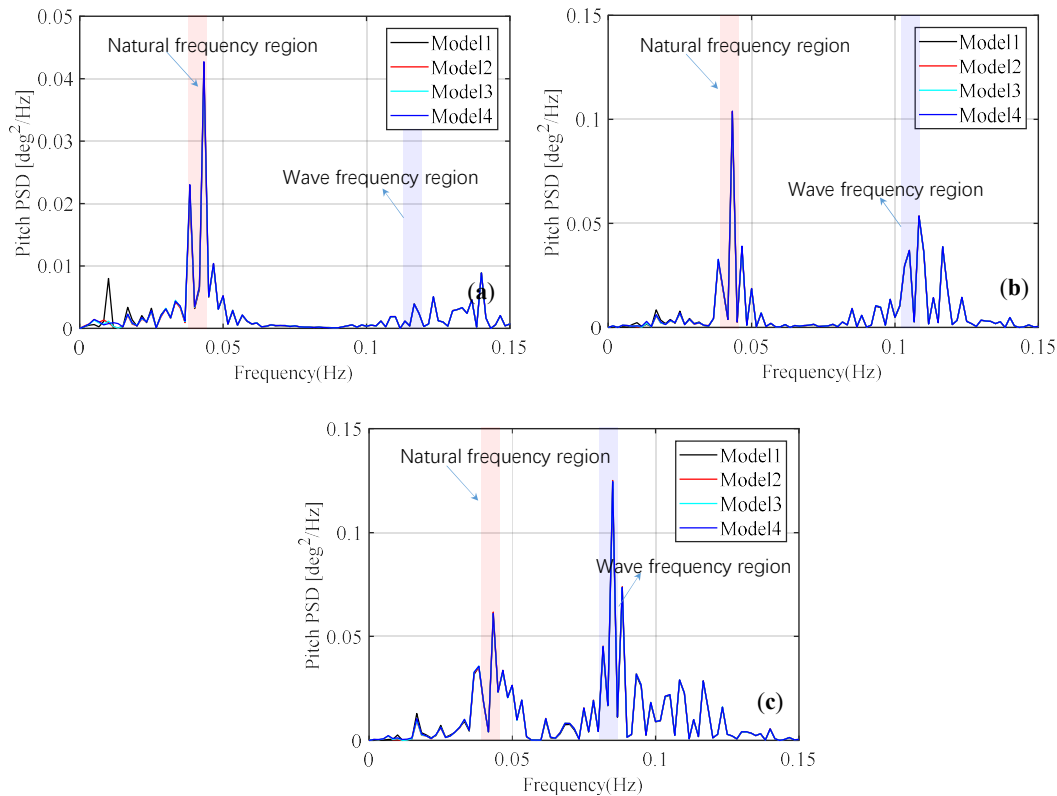 0.05
0.04
0.03
0.02
0.01
0
Pitch PSD [deg²/Hz]
Natural frequency region
Wave frequency region
Model1
Model2
Model3
Model4
(a)
0
0.05
0.1
0.15
Frequency(Hz)
0.15
0.1
0.05
0
Pitch PSD [deg²/Hz]
Natural frequency region
Wave frequency region
Model1
Model2
Model3
Model4
(b)
0
0.05
0.1
0.15
Frequency(Hz)
0.15
0.1
0.05
0
Pitch PSD [deg²/Hz]
Natural frequency region
Wave frequency region
Model1
Model2
Model3
Model4
(c)
0
0.05
0.1
0.15
Frequency(Hz)